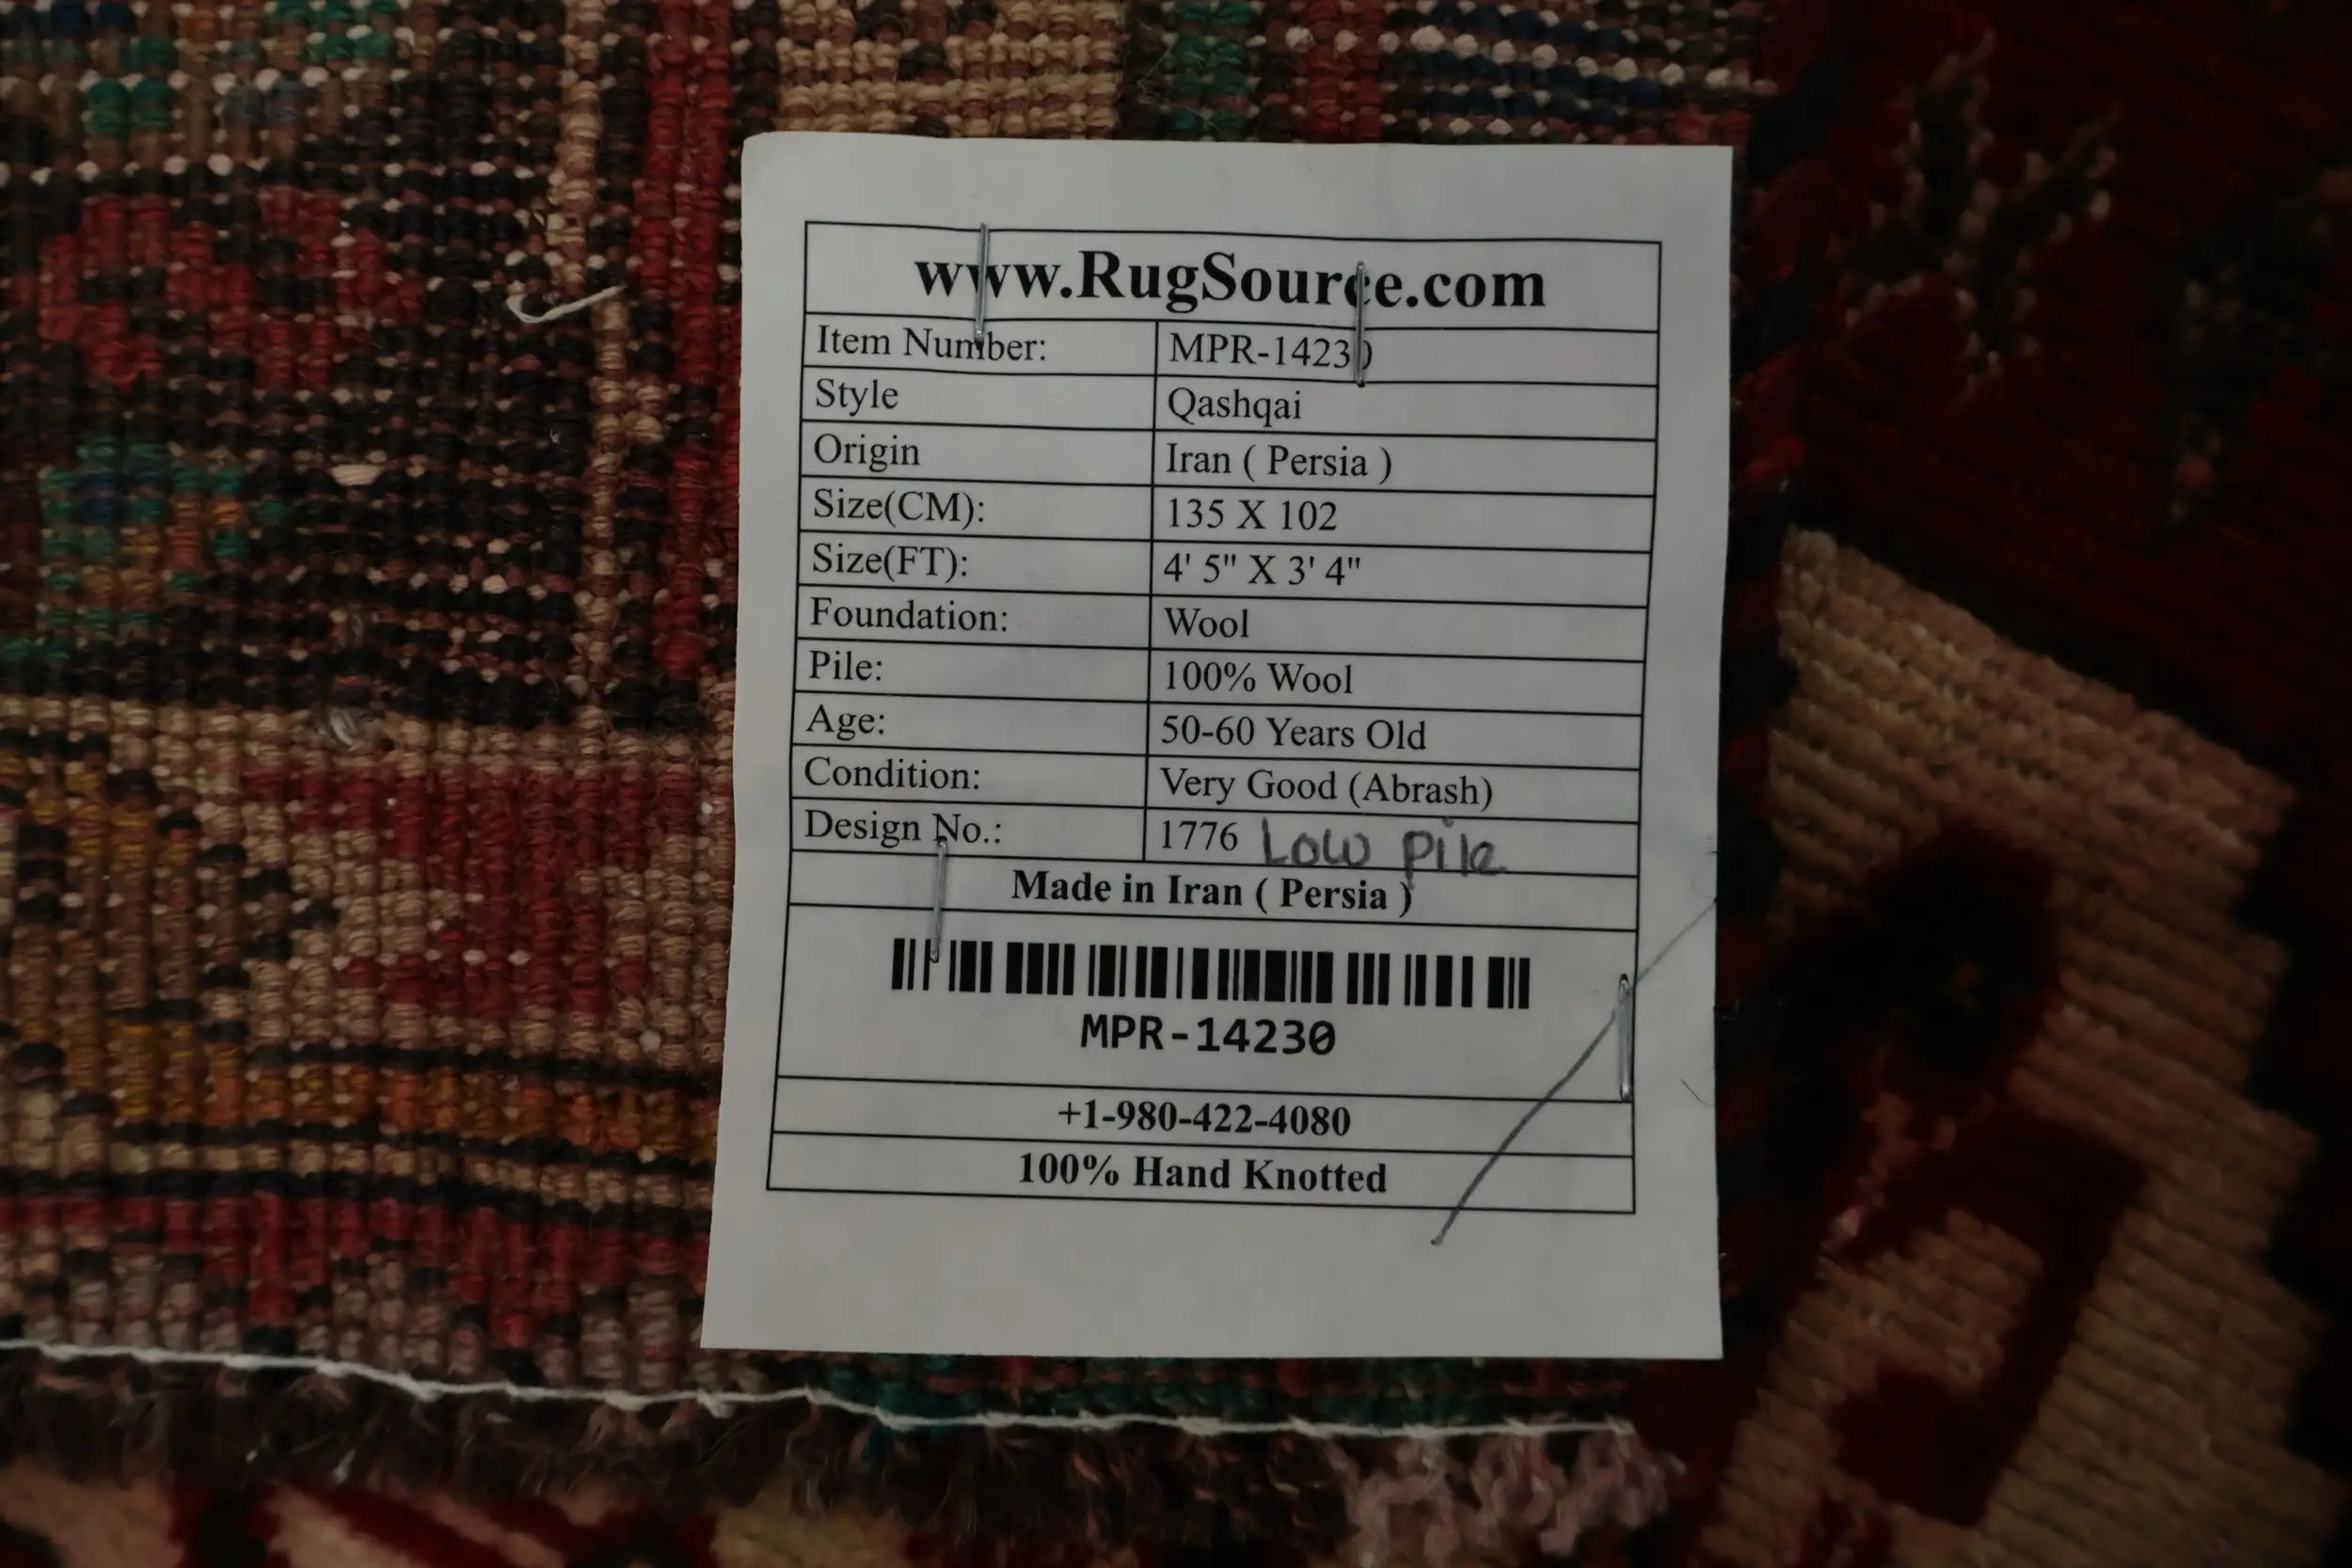 www.RugSource.com
Item Number: MPR-14230
Style Qashqai
Origin Iran ( Persia )
Size(CM): 135 X 102
Size(FT): 4' 5" X 3' 4"
Foundation: Wool
Pile: 100% Wool
Age: 50-60 Years Old
Condition: Very Good (Abrash)
Design No.: 1776 Low pile
Made in Iran ( Persia )
MPR-14230
+1-980-422-4080
100% Hand Knotted